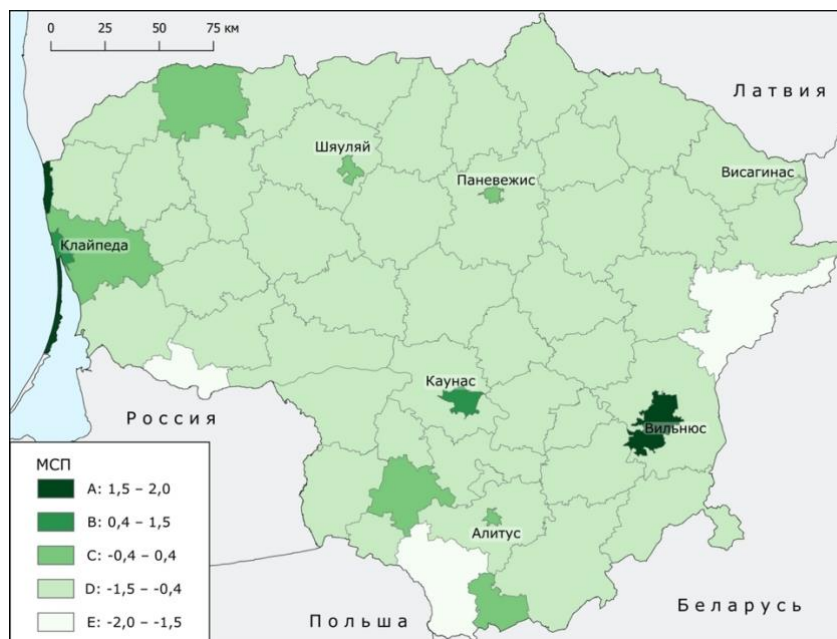 0 25 50 75 км
Латвия
Шяуляй
Паневежис
Висагинас
Клайпеда
Каунас
Россия
Вильнюс
МСП
A: 1,5 – 2,0
B: 0,4 – 1,5
C: -0,4 – 0,4
D: -1,5 – -0,4
E: -2,0 – -1,5
Алитус
Польша
Беларусь